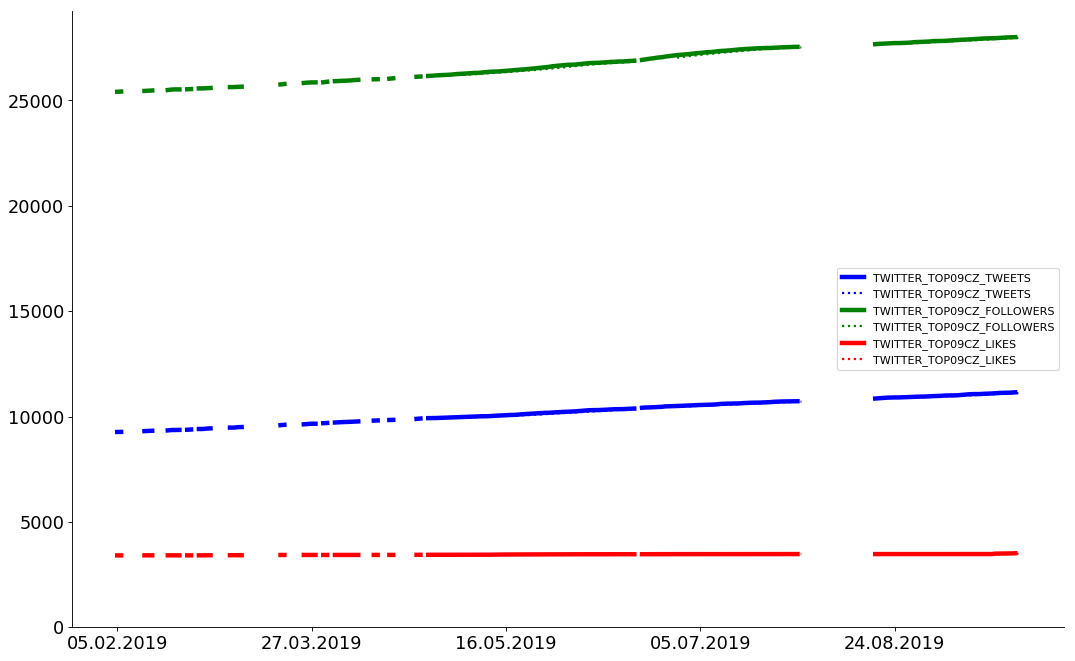 25000
20000
15000
10000
5000
0
05.02.2019
27.03.2019
16.05.2019
05.07.2019
24.08.2019
TWITTER_TOP09CZ_TWEETS
TWITTER_TOP09CZ_TWEETS
TWITTER_TOP09CZ_FOLLOWERS
TWITTER_TOP09CZ_FOLLOWERS
TWITTER_TOP09CZ_LIKES
TWITTER_TOP09CZ_LIKES